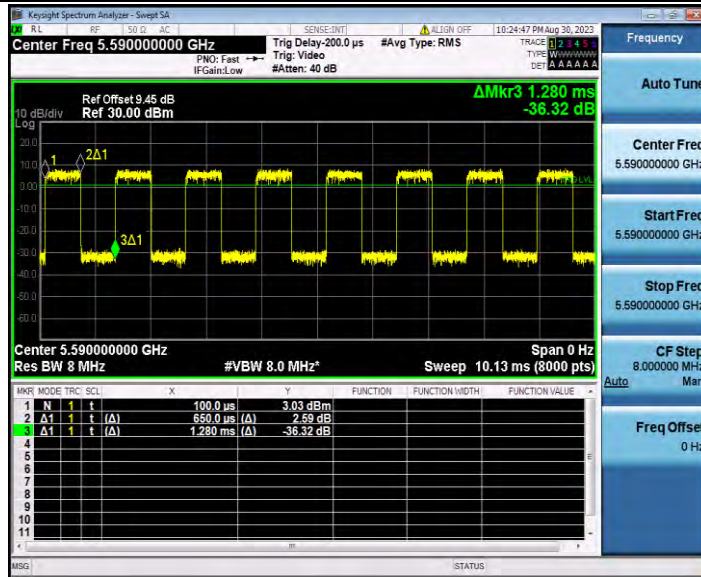 Keysight Spectrum Analyzer - Swept SA
RL RF 50 Ω AC SENSE:INT ALIGN OFF 10:24:47 PM Aug 30, 2023
Center Freq 5.590000000 GHz
Trig Delay-200.0 µs #Avg Type: RMS TRACE 1 2 3 4 5 6
PNO: Fast Trig: Video TYPE W
IFGain:Low #Atten: 40 dB DET A A A A A A
Frequency
ΔMkr3 1.280 ms
-36.32 dB
Ref Offset 9.45 dB
10 dB/div Ref 30.00 dBm
Log
20.0
10.0
0.00
-10.0
-20.0
-30.0
-40.0
-50.0
-60.0
1
2Δ1
3Δ1
LVL
Center 5.590000000 GHz Span 0 Hz
Res BW 8 MHz #VBW 8.0 MHz* Sweep 10.13 ms (8000 pts)
MKR MODE TRC SCL X Y FUNCTION FUNCTION WIDTH FUNCTION VALUE
1 N 1 t 100.0 µs 3.03 dBm
2 Δ1 1 t (Δ) 650.0 µs (Δ) 2.59 dB
3 Δ1 1 t (Δ) 1.280 ms (Δ) -36.32 dB
4
5
6
7
8
9
10
11
MSG STATUS
Auto Tune
Center Freq
5.590000000 GHz
Start Freq
5.590000000 GHz
Stop Freq
5.590000000 GHz
CF Step
8.000000 MHz
Auto Man
Freq Offset
0 Hz